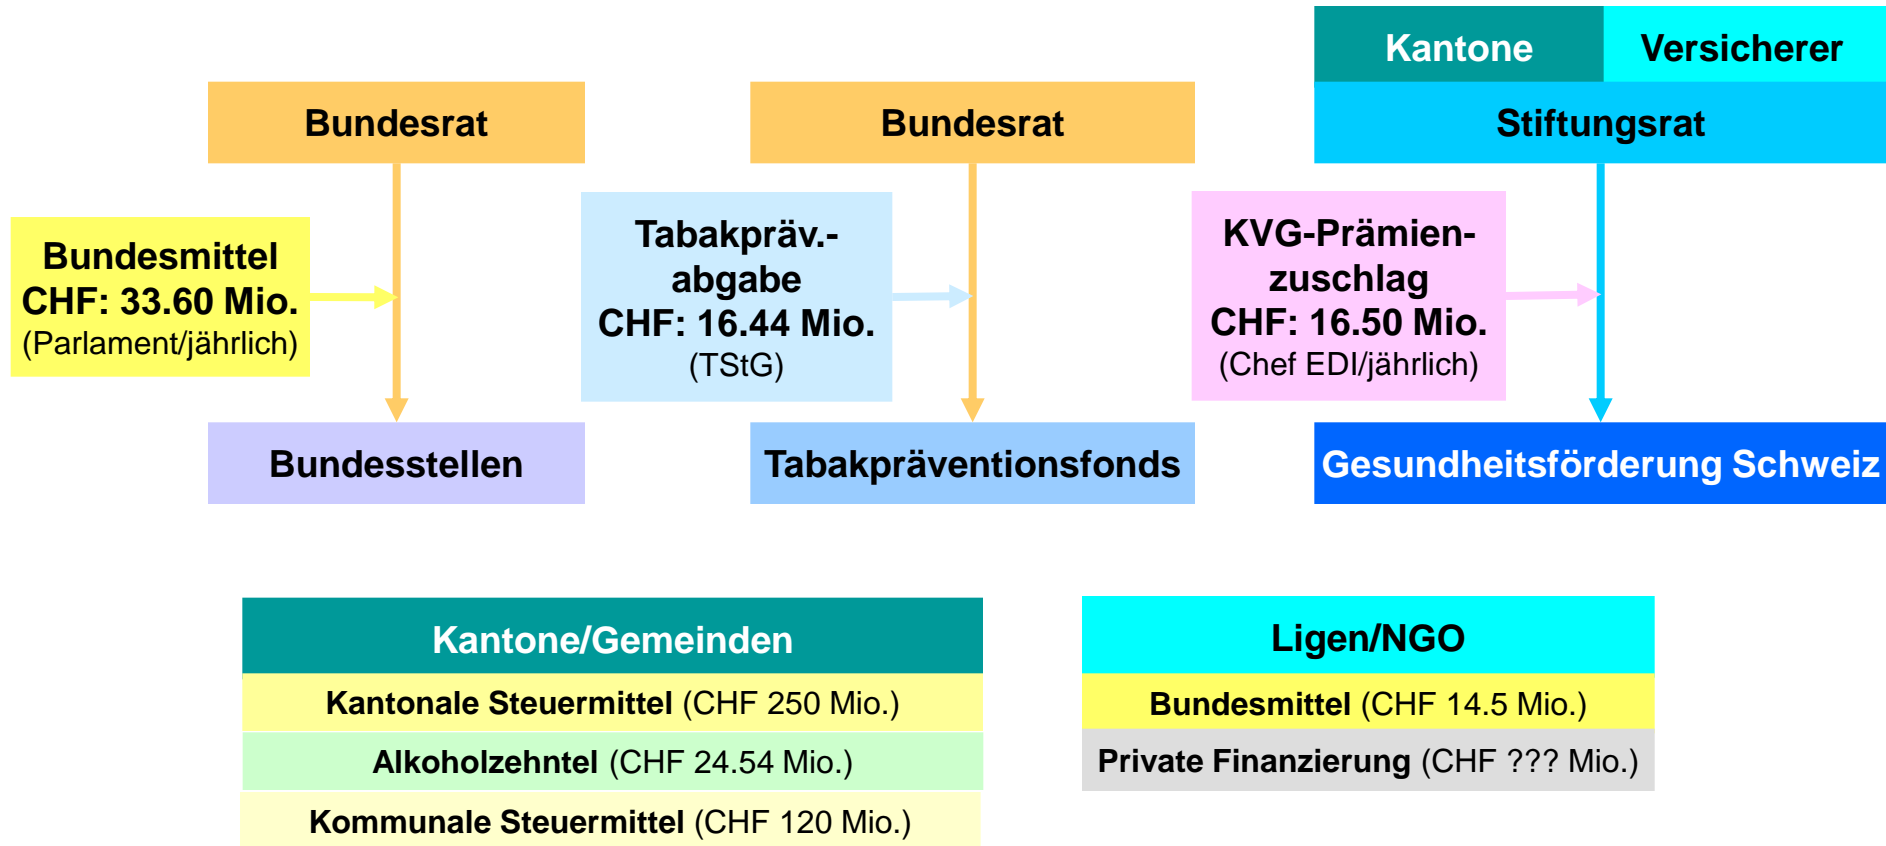 Kantone
Versicherer
Bundesrat
Bundesrat
Stiftungsrat
Bundesmittel
CHF: 33.60 Mio.
(Parlament/jährlich)
Tabakpräv.-
abgabe
CHF: 16.44 Mio.
(TStG)
KVG-Prämien-
zuschlag
CHF: 16.50 Mio.
(Chef EDI/jährlich)
Bundesstellen
Tabakpräventionsfonds
Gesundheitsförderung Schweiz
Kantone/Gemeinden
Kantonale Steuermittel (CHF 250 Mio.)
Alkoholzehntel (CHF 24.54 Mio.)
Kommunale Steuermittel (CHF 120 Mio.)
Ligen/NGO
Bundesmittel (CHF 14.5 Mio.)
Private Finanzierung (CHF ??? Mio.)